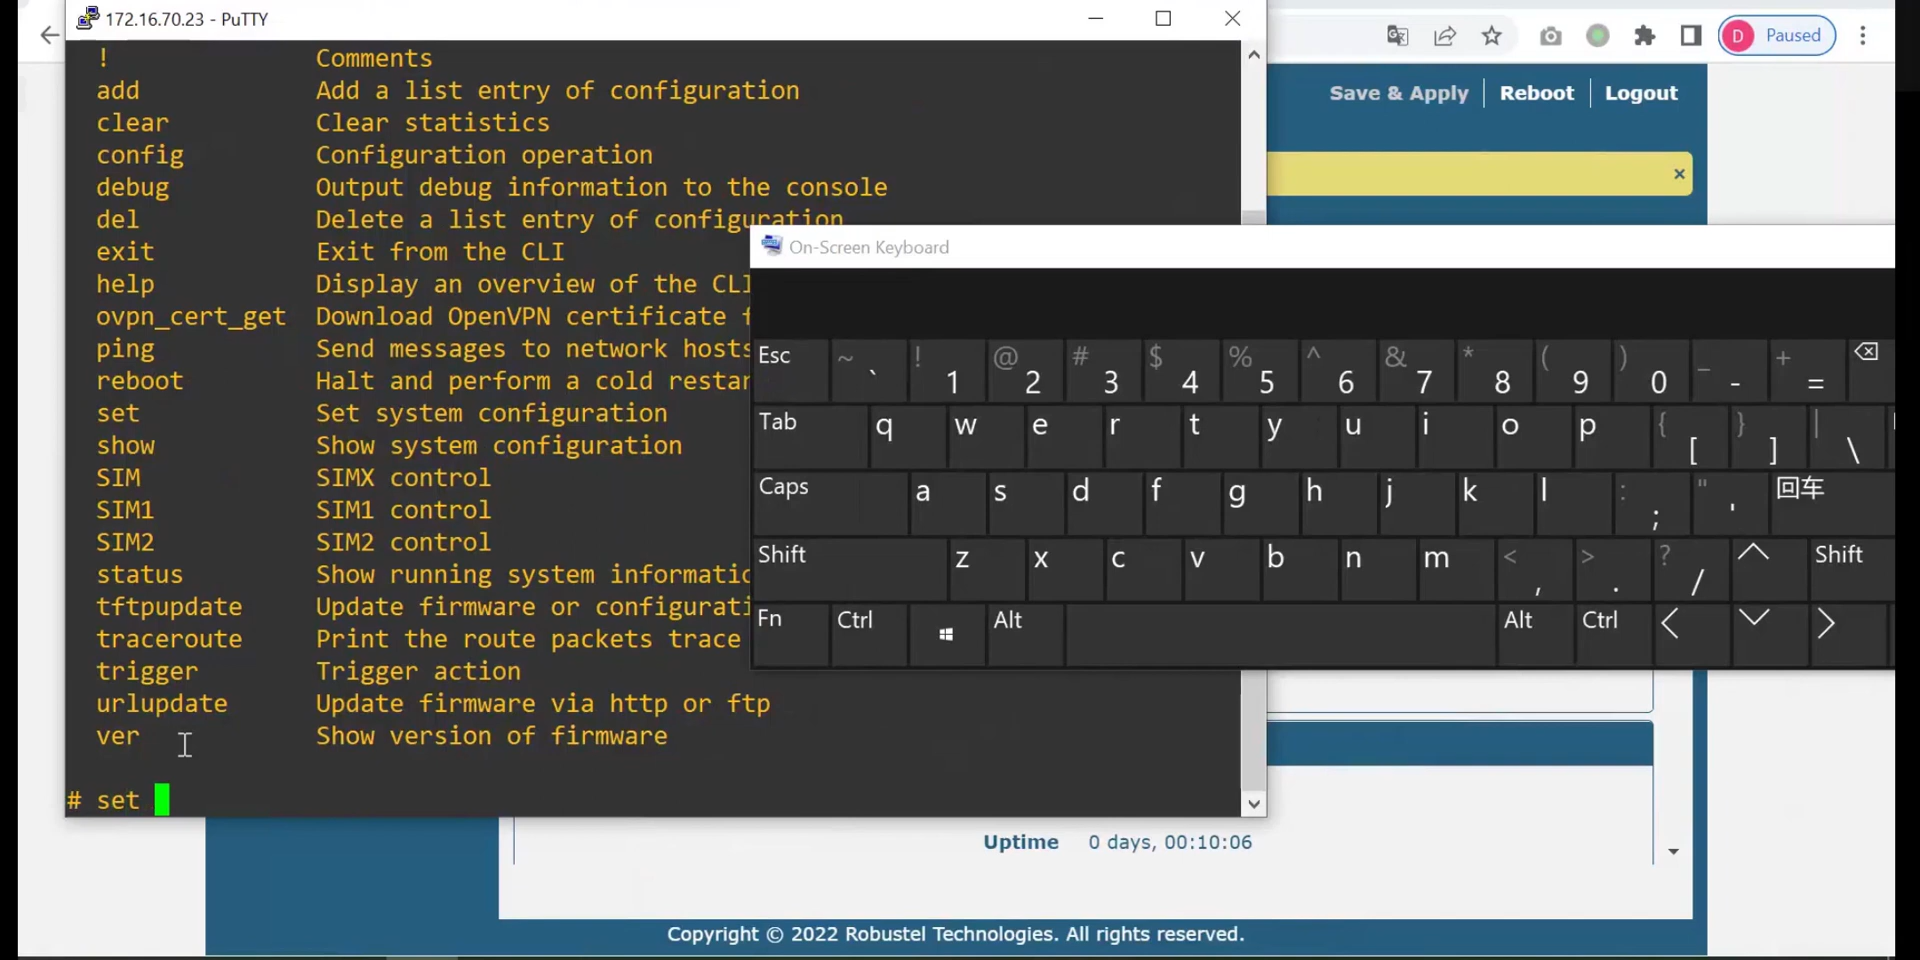 172.16.70.23 - PuTTY
Paused
D
! Comments
add Add a list entry of configuration
clear Clear statistics
config Configuration operation
debug Output debug information to the console
del Delete a list entry of configuration
exit Exit from the CLI
help Display an overview of the CLI
ovpn_cert_get Download OpenVPN certificate
ping Send messages to network hosts
reboot Halt and perform a cold restar
set Set system configuration
show Show system configuration
SIM SIMX control
SIM1 SIM1 control
SIM2 SIM2 control
status Show running system informatio
tftpupdate Update firmware or configurati
traceroute Print the route packets trace
trigger Trigger action
urlupdate Update firmware via http or ftp
ver Show version of firmware
# set
Save & Apply Reboot Logout
×
On-Screen Keyboard
Esc ~ ` ! 1 @ 2 # 3 $ 4 % 5 ^ 6 & 7 * 8 ( 9 ) 0 _ - + =
Tab q w e r t y u i o p { [ } ] | \
Caps a s d f g h j k l : ; " ' 回车
Shift z x c v b n m < , > . ? / Shift
Fn Ctrl Alt Alt Ctrl
Uptime 0 days, 00:10:06
Copyright © 2022 Robustel Technologies. All rights reserved.